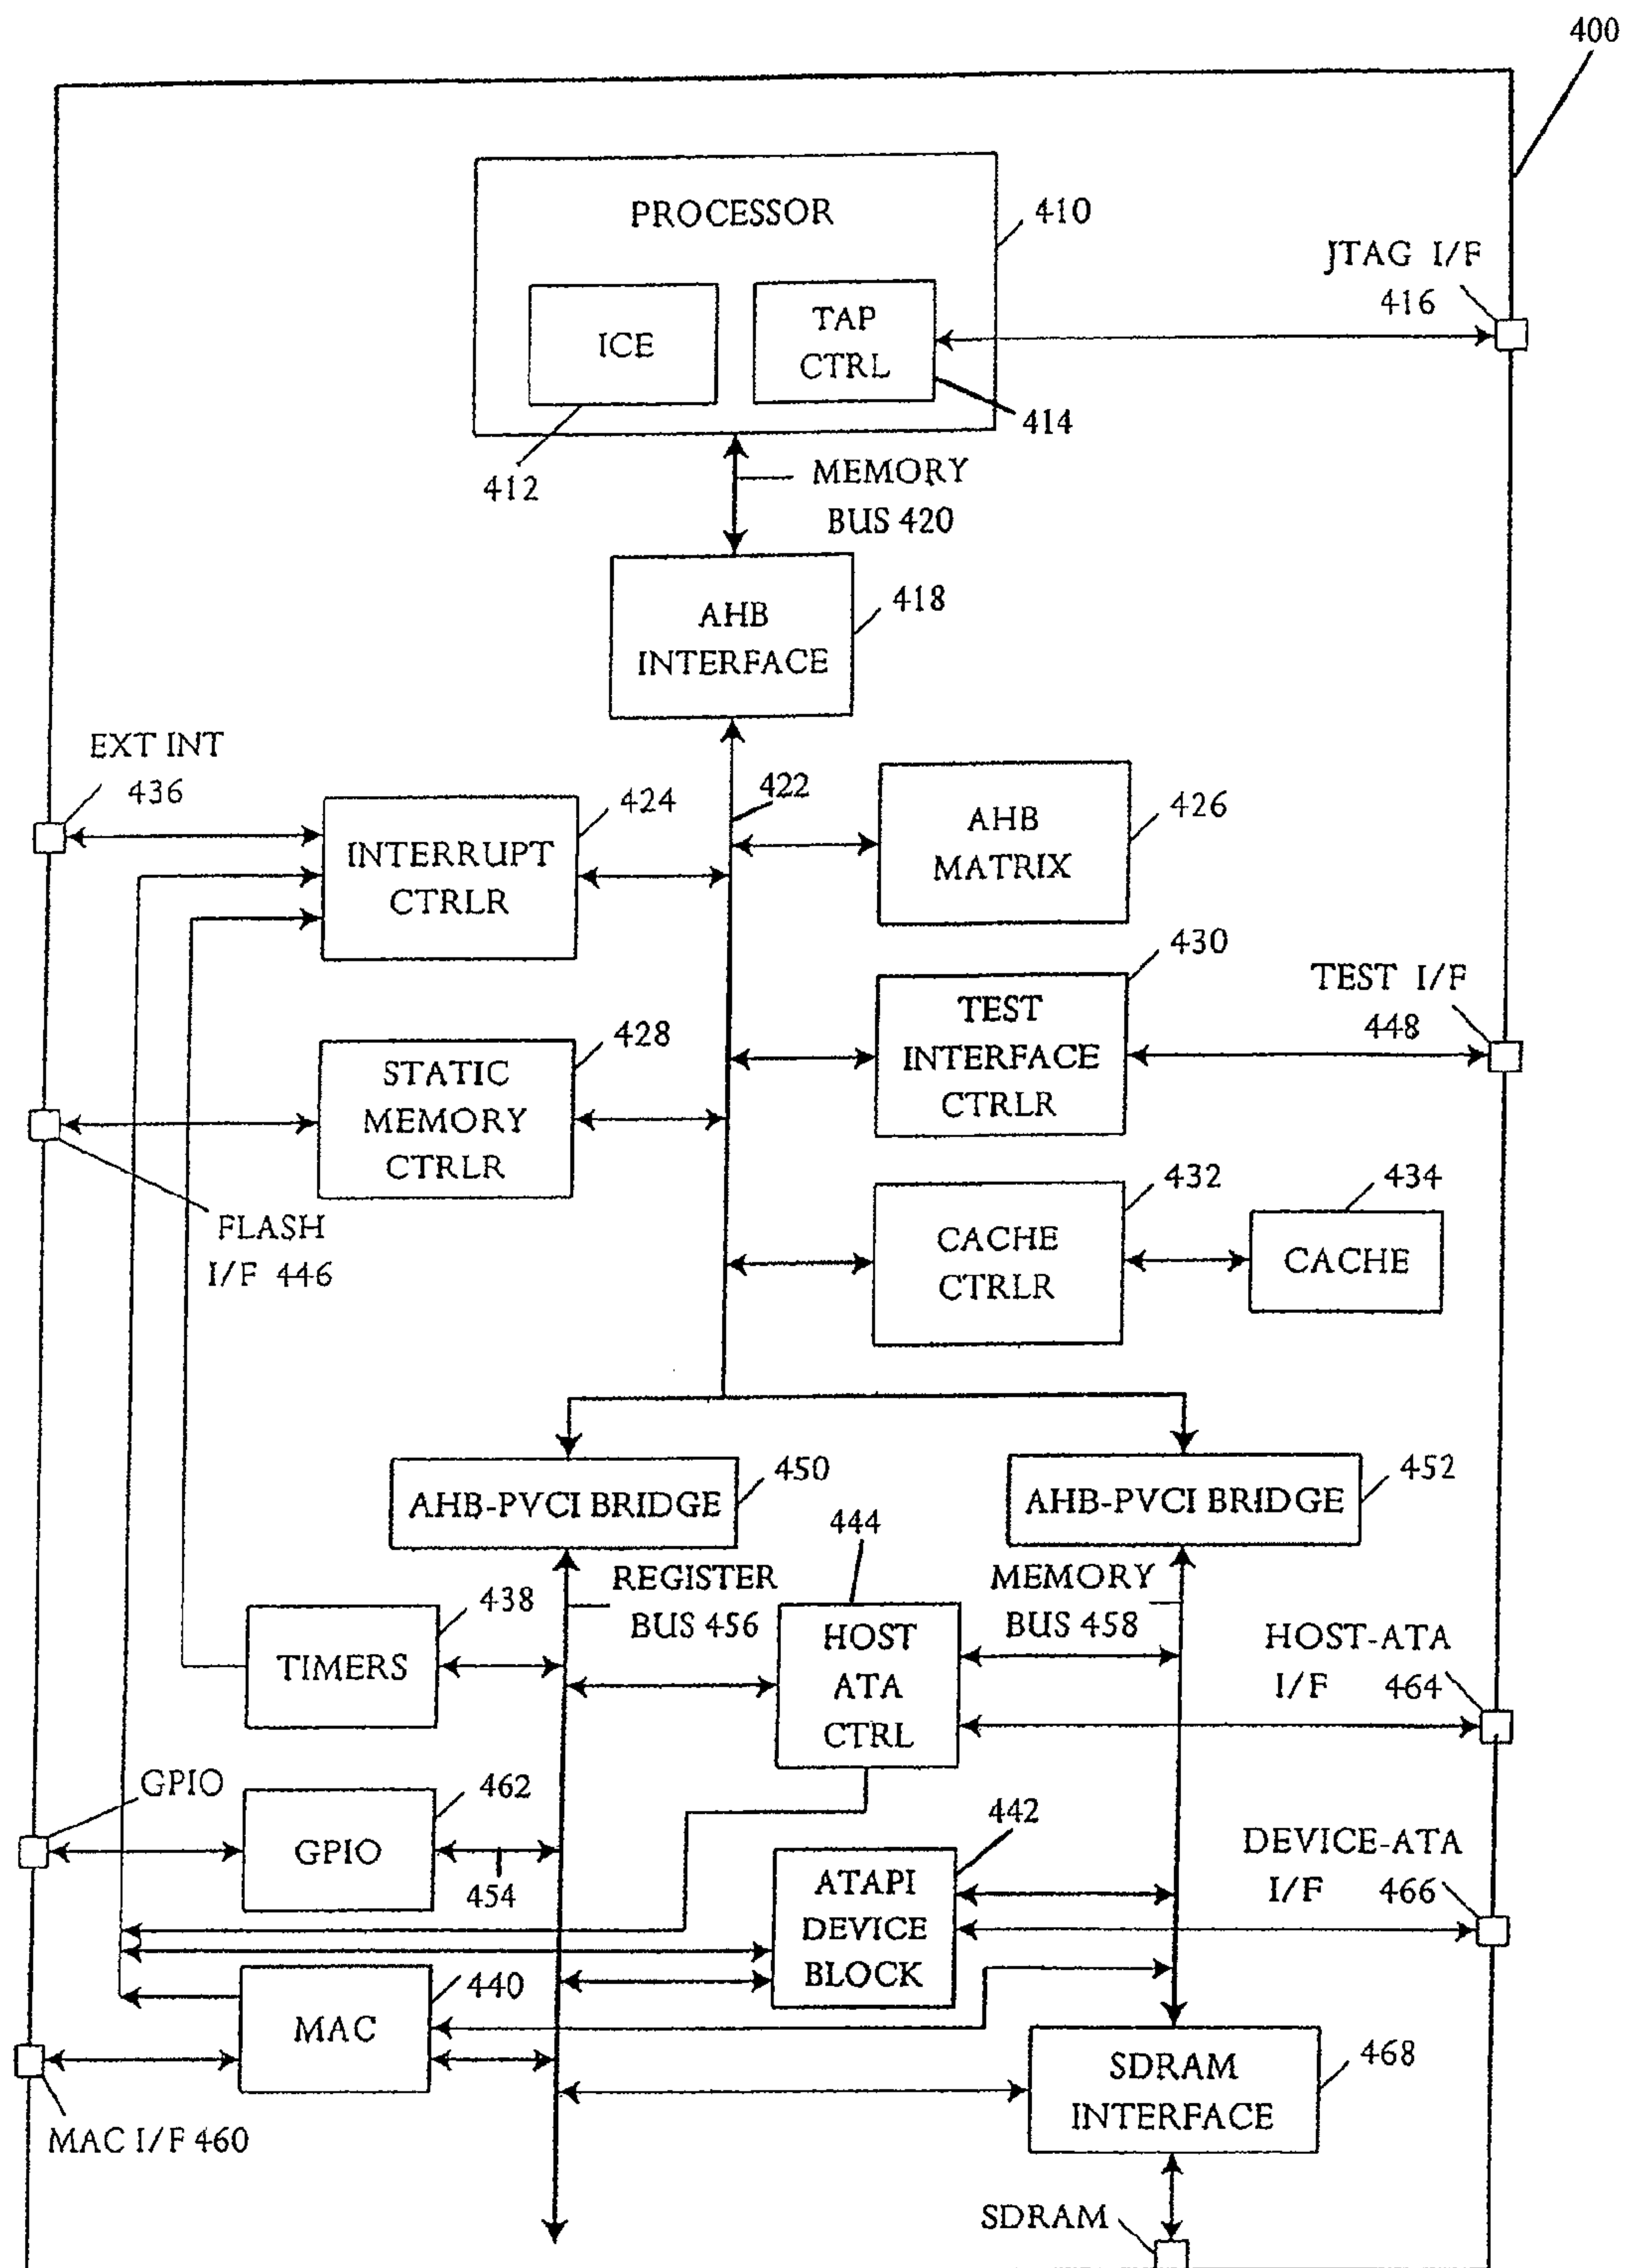 400
PROCESSOR
410
JTAG I/F
416
ICE
TAP
CTRL
414
412
MEMORY
BUS 420
AHB
INTERFACE
418
EXT INT
436
422
INTERRUPT
CTRLR
424
AHB
MATRIX
426
430
TEST
INTERFACE
CTRLR
TEST I/F
448
428
STATIC
MEMORY
CTRLR
FLASH
I/F 446
432
CACHE
CTRLR
434
CACHE
AHB-PVCI BRIDGE
450
AHB-PVCI BRIDGE
452
444
REGISTER
BUS 456
MEMORY
BUS 458
438
TIMERS
HOST
ATA
CTRL
HOST-ATA
I/F 464
GPIO
462
GPIO
454
442
ATAPI
DEVICE
BLOCK
DEVICE-ATA
I/F 466
440
MAC
MAC I/F 460
SDRAM
INTERFACE
468
SDRAM